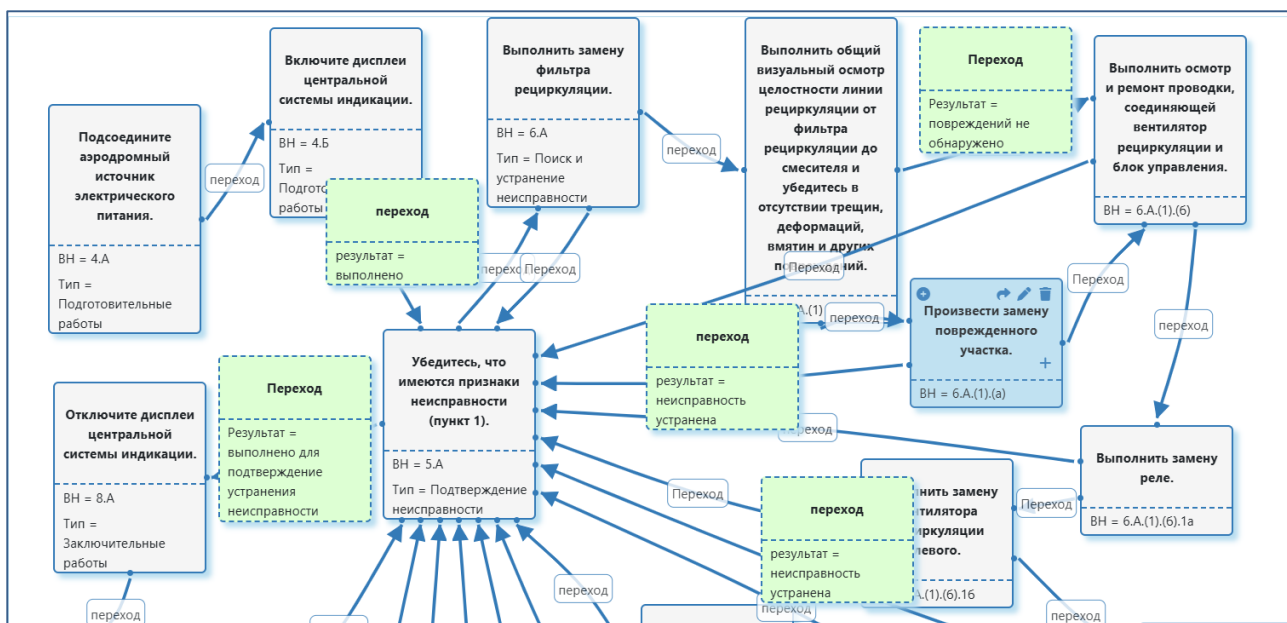 Подсоедините
аэродромный
источник
электрического
питания.
ВН = 4.А
Тип =
Подготовительные
работы
переход
Включите дисплеи
центральной
системы индикации.
ВН = 4.Б
Тип =
работы
переход
результат =
выполнено
Выполнить замену
фильтра
рециркуляции.
ВН = 6.А
Тип = Поиск и
устранение
неисправности
Переход
переход
Выполнить общий
визуальный осмотр
целостности линии
рециркуляции от
фильтра
рециркуляции до
смесителя и
убедитесь в
отсутствии трещин,
деформаций,
вмятин и других
Переход
Переход
Результат =
повреждений не
обнаружено
Выполнить осмотр
и ремонт проводки,
соединяющей
вентилятор
рециркуляции и
блок управления.
ВН = 6.А.(1).(б)
переход
Произвести замену
поврежденного
участка.
ВН = 6.А.(1).(а)
Переход
переход
переход
результат =
неисправность
устранена
Убедитесь, что
имеются признаки
неисправности
(пункт 1).
ВН = 5.А
Тип = Подтверждение
неисправности
Переход
Результат =
выполнено для
подтверждение
устранения
неисправности
Отключите дисплеи
центральной
системы индикации.
ВН = 8.А
Тип =
Заключительные
работы
переход
Выполнить замену
реле.
ВН = 6.А.(1).(б).1а
Переход
Переход
замену
левого.
переход
результат =
неисправность
устранена
переход
переход
переход